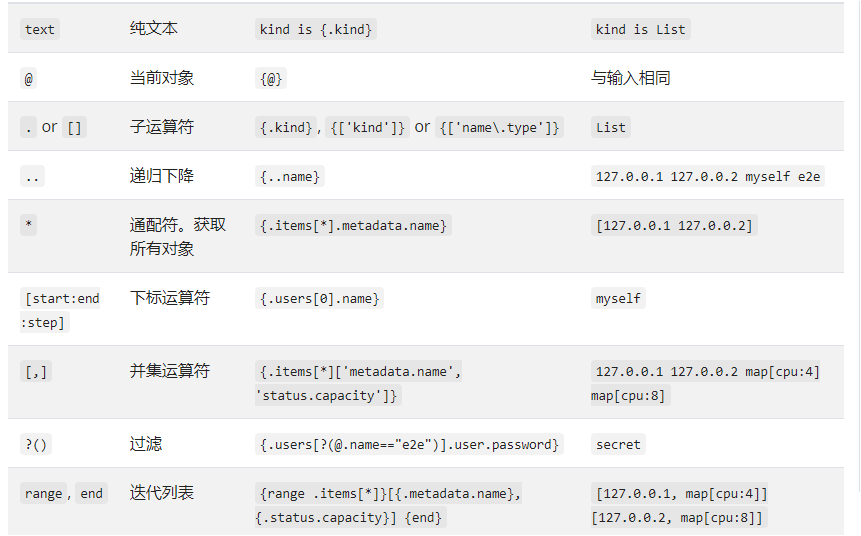 text 纯文本 kind is {.kind} kind is List
@ 当前对象 {@} 与输入相同
. or [] 子运算符 {.kind}, {['kind']} or {['name\.type']} List
.. 递归下降 {..name} 127.0.0.1 127.0.0.2 myself e2e
* 通配符。获取 {.items[*].metadata.name} [127.0.0.1 127.0.0.2]
所有对象
[start:end 下标运算符 {.users[0].name} myself
:step]
[,] 并集运算符 {.items[*]['metadata.name', 127.0.0.1 127.0.0.2 map[cpu:4]
'status.capacity']} map[cpu:8]
?() 过滤 {.users[?(@.name=="e2e")].user.password} secret
range, end 迭代列表 {range .items[*]}[{.metadata.name}, [127.0.0.1, map[cpu:4]]
{.status.capacity}] {end} [127.0.0.2, map[cpu:8]]